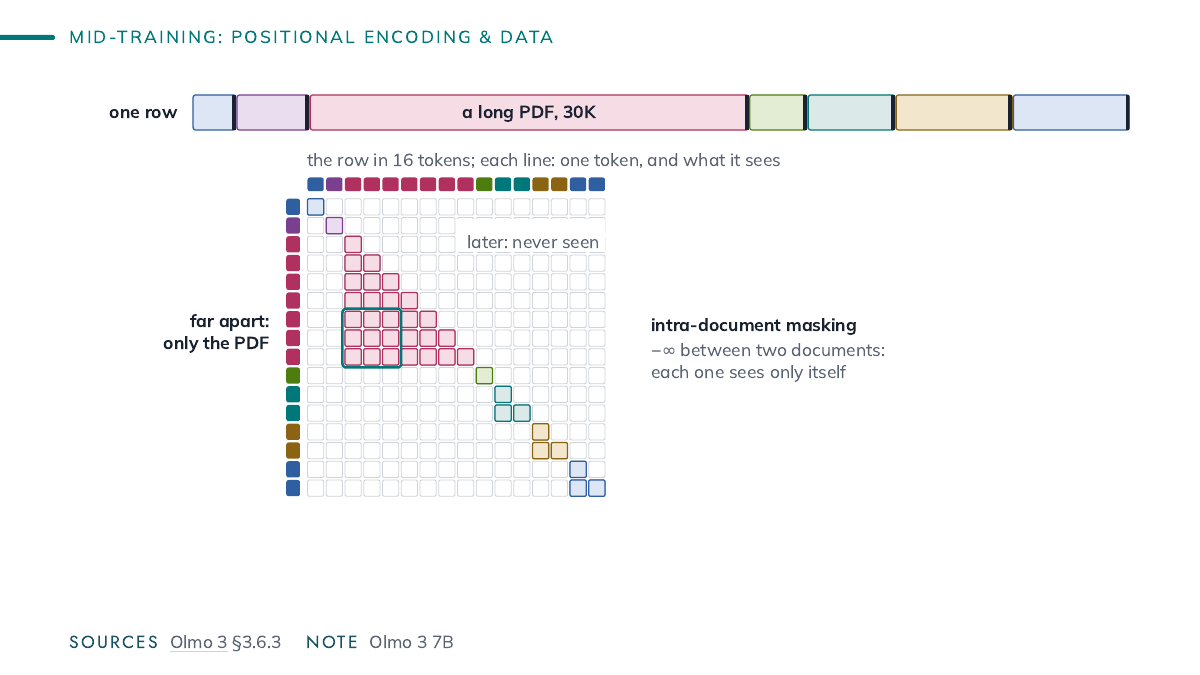 MID-TRAINING: POSITIONAL ENCODING & DATA
one row
a long PDF, 30K
the row in 16 tokens; each line: one token, and what it sees
later: never seen
far apart:
only the PDF
intra-document masking
−∞ between two documents:
each one sees only itself
SOURCES Olmo 3 §3.6.3 NOTE Olmo 3 7B